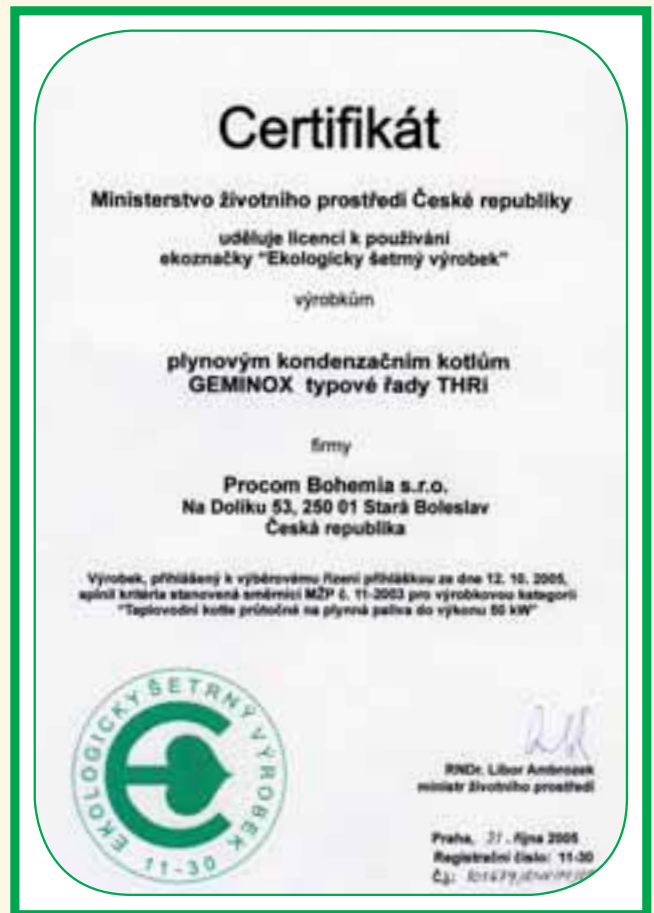 Certifikát
Ministerstvo životního prostředí České republiky
uděluje licenci k používání
ekoznačky "Ekologicky šetrný výrobek"
výrobkům
plynovým kondenzačním kotlům
GEMINOX typové řady THRi
firmy
Procom Bohemia s.r.o.
Na Dolíku 53, 250 01 Stará Boleslav
Česká republika
Výrobek, přihlášený k výběrovému řízení přihláškou ze dne 12. 10. 2005,
splnil kritéria stanovená směrnicí MŽP č. 11-2003 pro výrobkovou kategorii
"Teplovodní kotle průtočné na plynná paliva do výkonu 50 kW"
EKOLOGICKY ŠETRNÝ VÝROBEK
11-30
RNDr. Libor Ambrozek
ministr životního prostředí
Praha, 31. října 2005
Registrační číslo: 11-30
Č.j.: